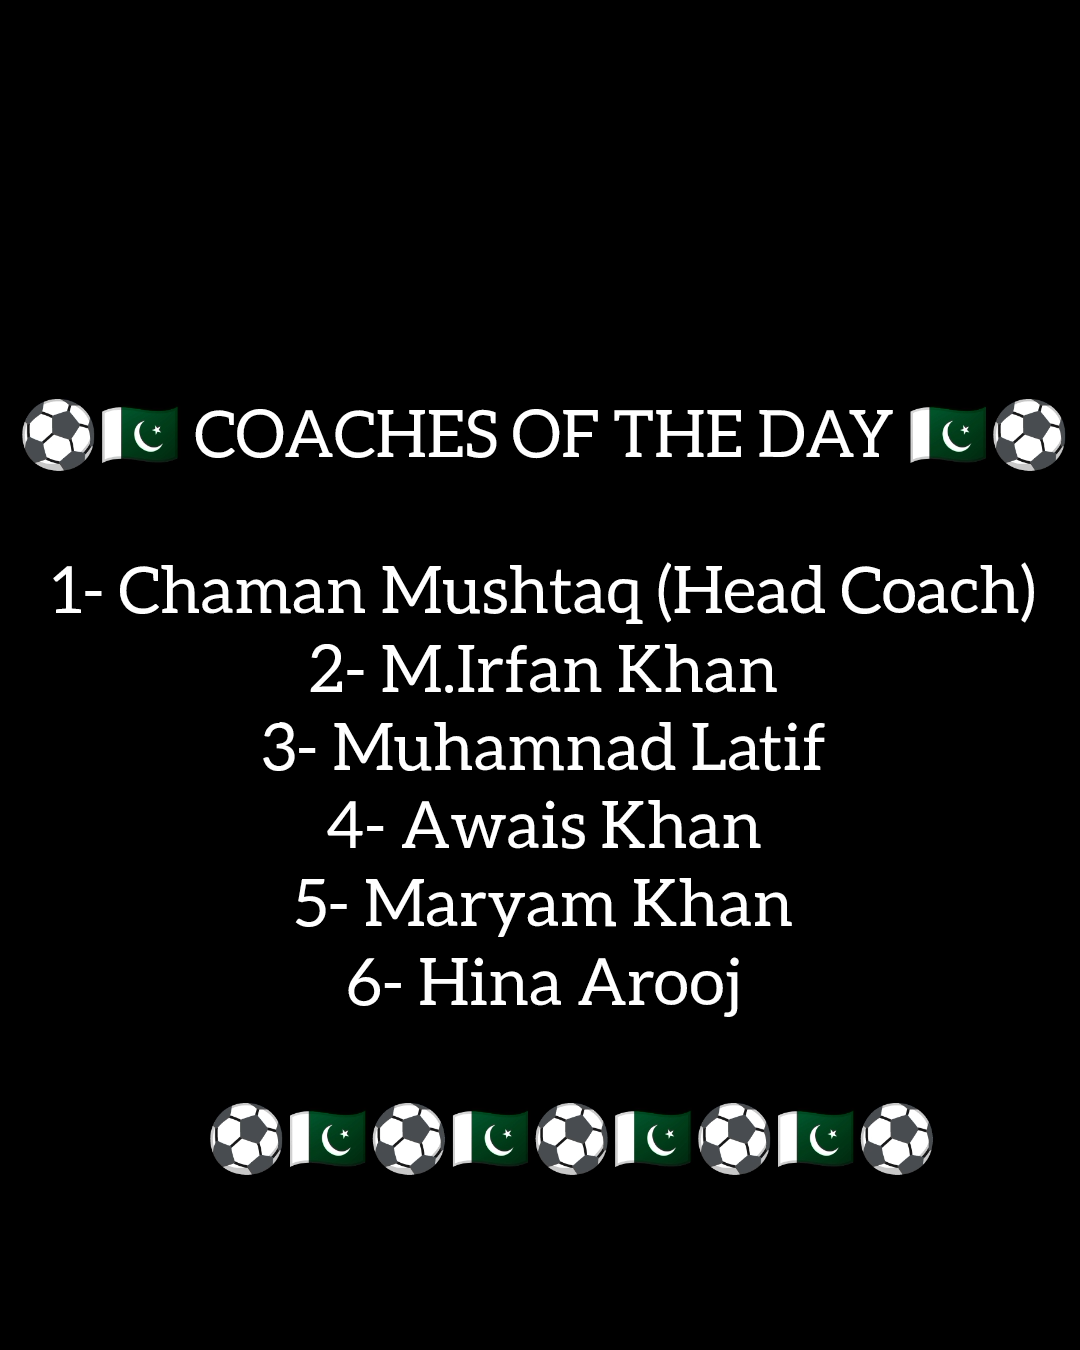 ⚽🇵🇰 COACHES OF THE DAY 🇵🇰⚽
1- Chaman Mushtaq (Head Coach)
2- M.Irfan Khan
3- Muhamnad Latif
4- Awais Khan
5- Maryam Khan
6- Hina Arooj
⚽🇵🇰⚽🇵🇰⚽🇵🇰⚽🇵🇰⚽